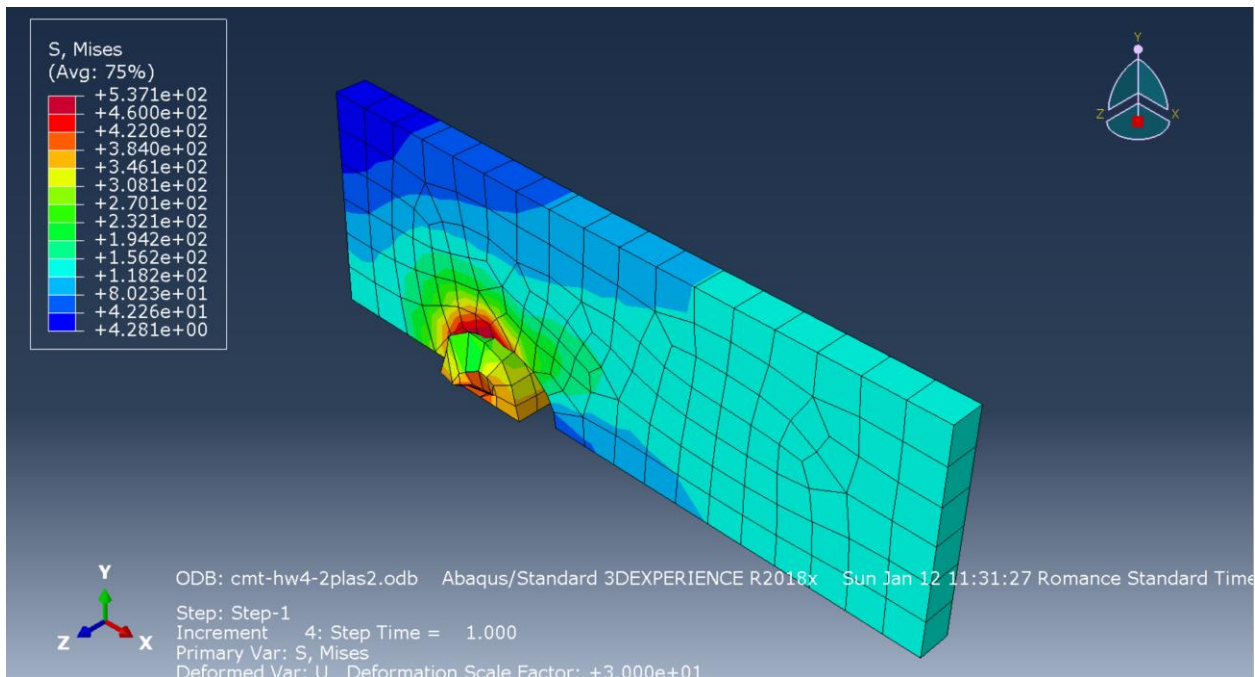 S, Mises
(Avg: 75%)
+5.371e+02
+4.600e+02
+4.220e+02
+3.840e+02
+3.461e+02
+3.081e+02
+2.701e+02
+2.321e+02
+1.942e+02
+1.562e+02
+1.182e+02
+8.023e+01
+4.226e+01
+4.281e+00
Y
Z X
Y
Z X
ODB: cmt-hw4-2plas2.odb Abaqus/Standard 3DEXPERIENCE R2018x Sun Jan 12 11:31:27 Romance Standard Time
Step: Step-1
Increment 4: Step Time = 1.000
Primary Var: S, Mises
Deformed Var: U Deformation Scale Factor: +3.000e+01